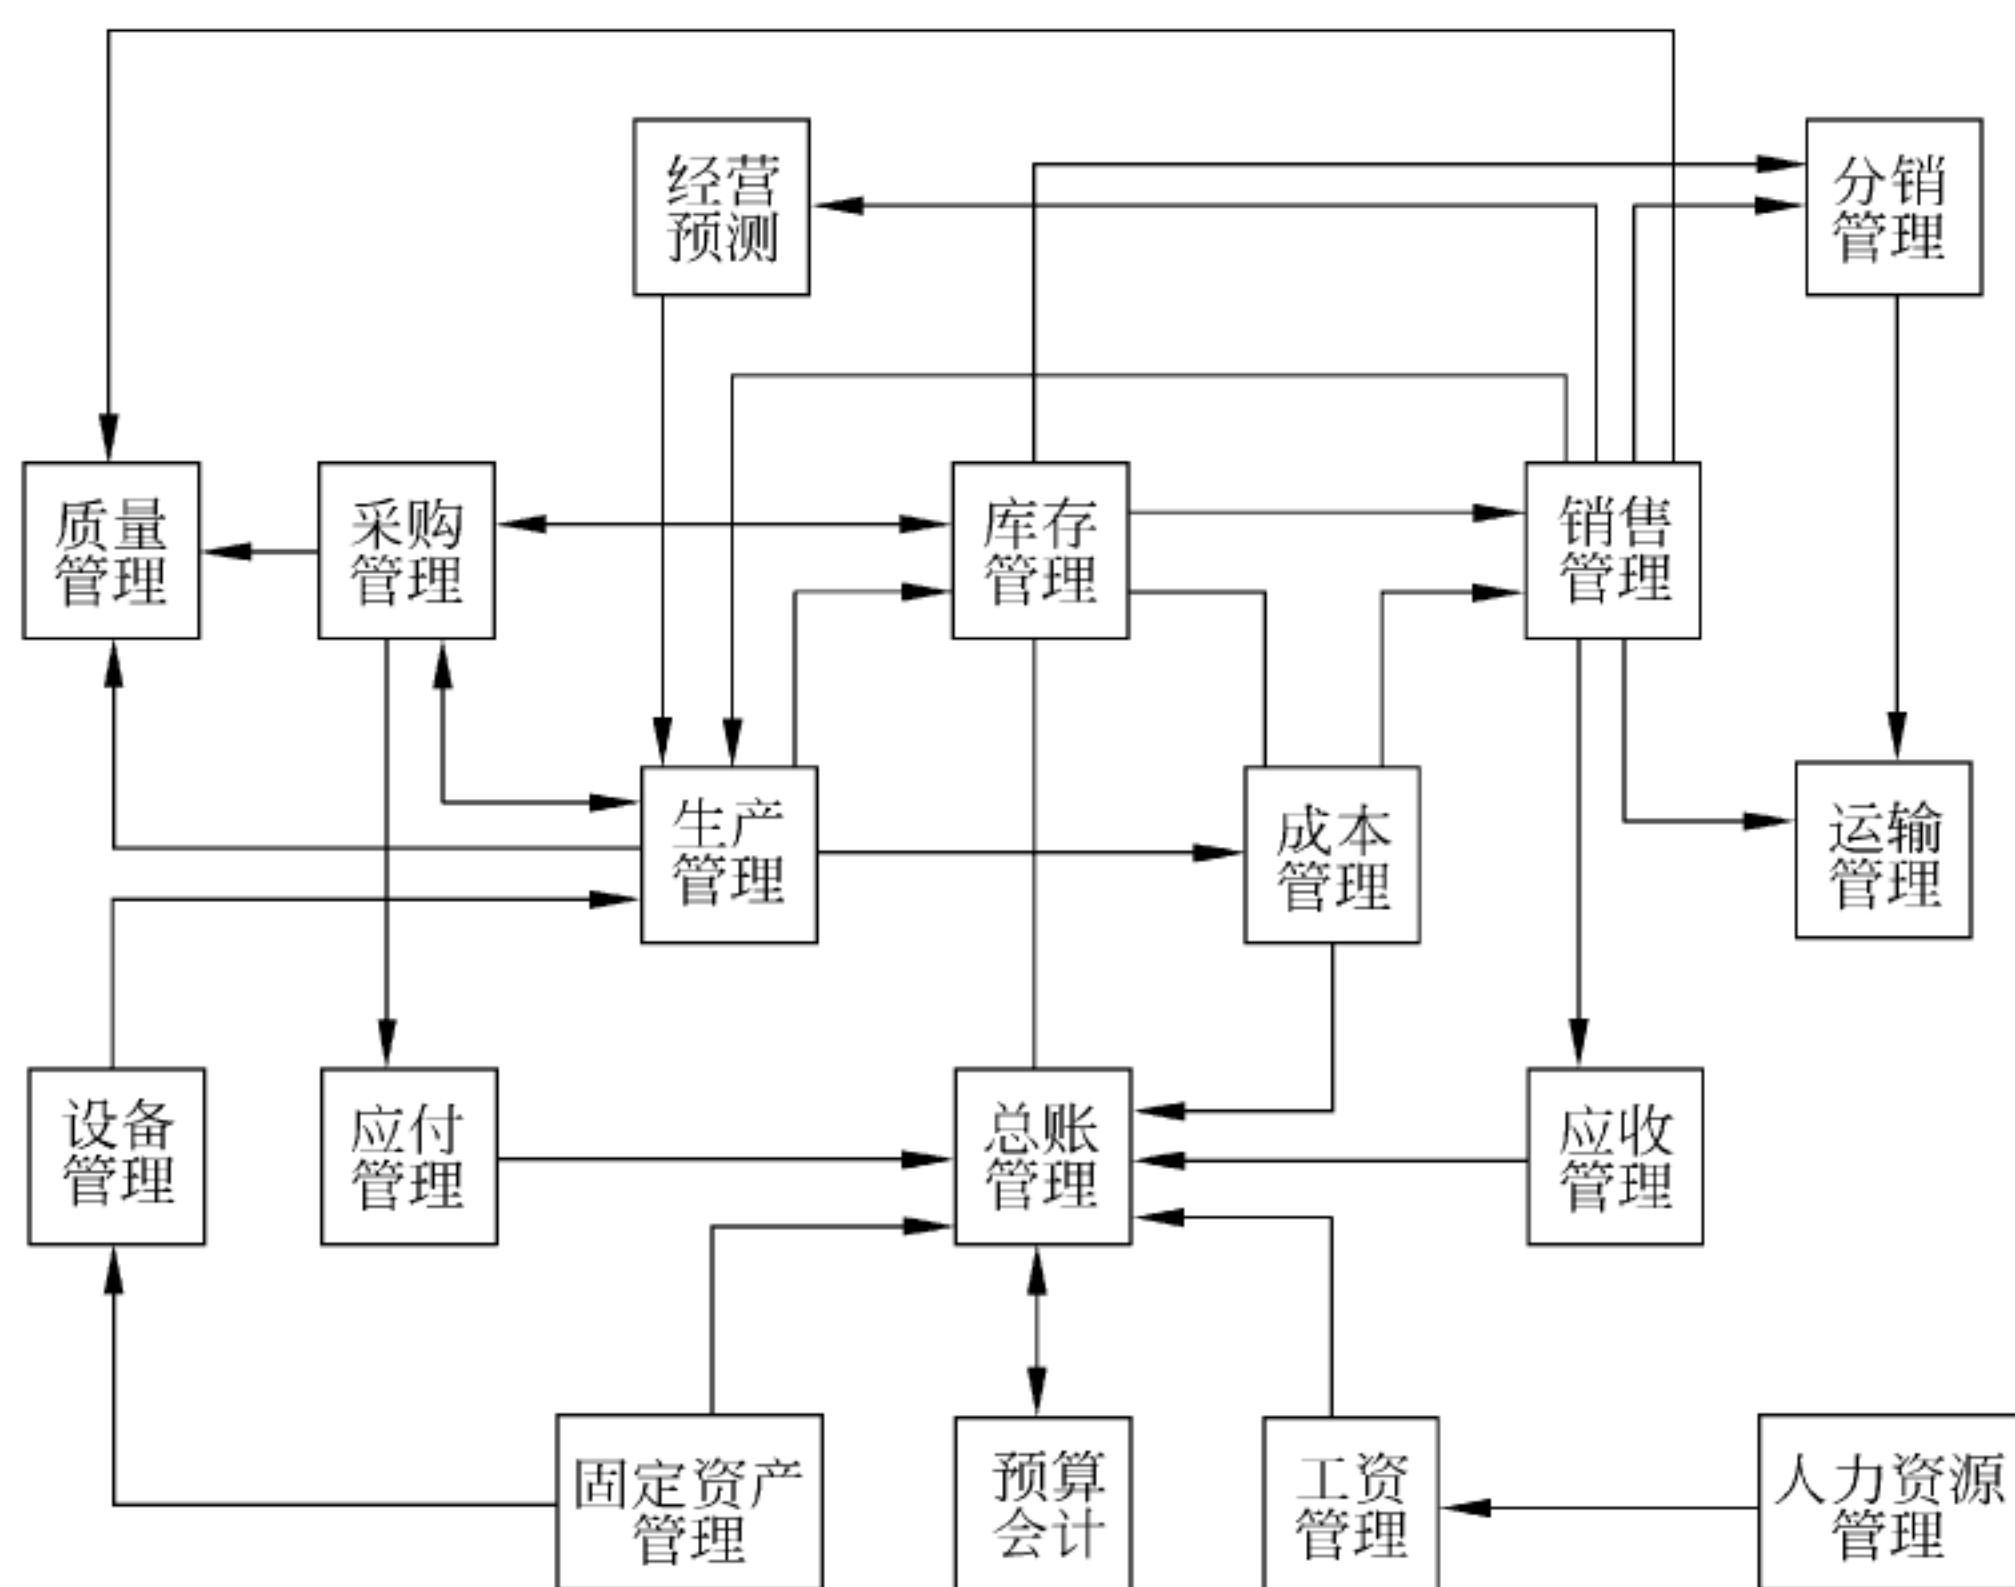 经营
预测
分销
管理
质量
管理
采购
管理
库存
管理
销售
管理
生产
管理
成本
管理
运输
管理
设备
管理
应付
管理
总账
管理
应收
管理
固定资产
管理
预算
会计
工资
管理
人力资源
管理